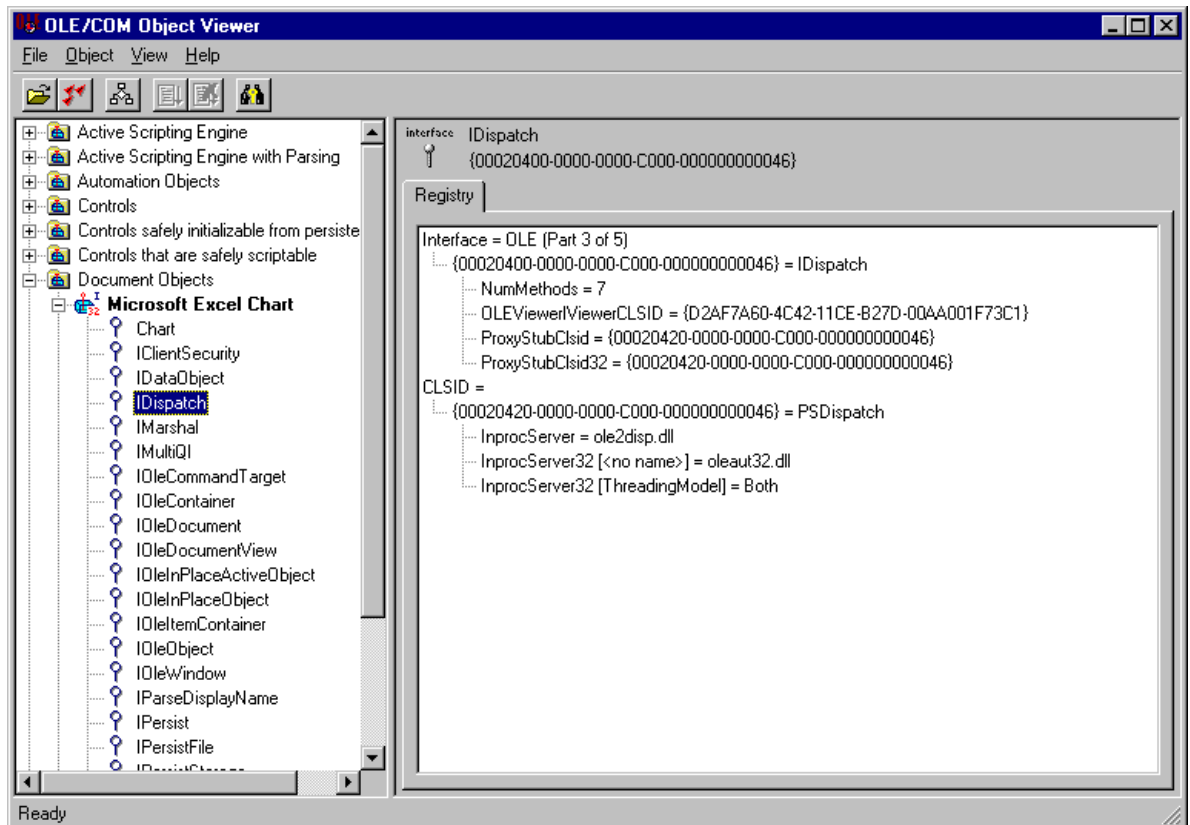 OLE/COM Object Viewer
File Object View Help
Active Scripting Engine
Active Scripting Engine with Parsing
Automation Objects
Controls
Controls safely initializable from persiste
Controls that are safely scriptable
Document Objects
Microsoft Excel Chart
Chart
IClientSecurity
IDataObject
IDispatch
IMarshal
IMultiQI
IOleCommandTarget
IOleContainer
IOleDocument
IOleDocumentView
IOleInPlaceActiveObject
IOleInPlaceObject
IOleItemContainer
IOleObject
IOleWindow
IParseDisplayName
IPersist
IPersistFile
interface IDispatch
{00020400-0000-0000-C000-000000000046}
Registry
Interface = OLE (Part 3 of 5)
{00020400-0000-0000-C000-000000000046} = IDispatch
NumMethods = 7
OLEViewerIViewerCLSID = {D2AF7A60-4C42-11CE-B27D-00AA001F73C1}
ProxyStubClsid = {00020420-0000-0000-C000-000000000046}
ProxyStubClsid32 = {00020420-0000-0000-C000-000000000046}
CLSID =
{00020420-0000-0000-C000-000000000046} = PSDispatch
InprocServer = ole2disp.dll
InprocServer32 [<no name>] = oleaut32.dll
InprocServer32 [ThreadingModel] = Both
Ready